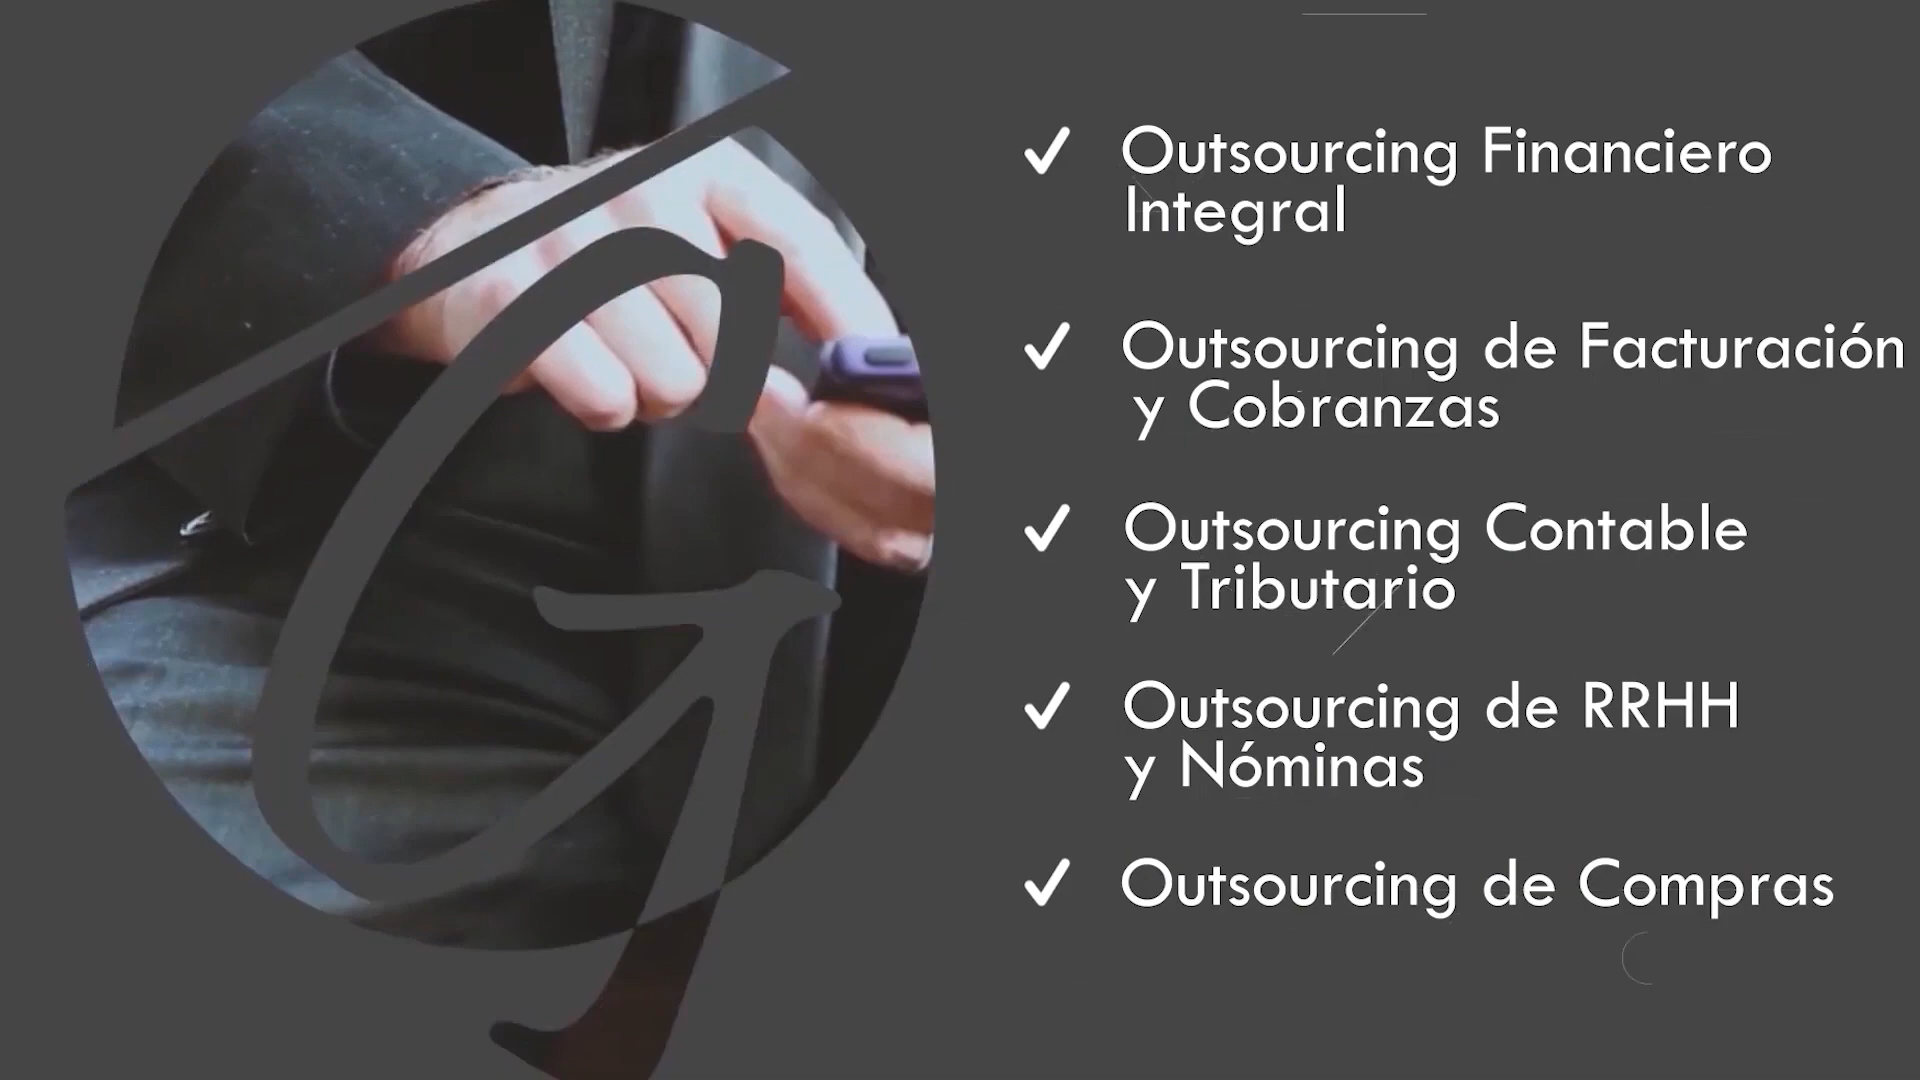 Outsourcing Financiero
Integral
Outsourcing de Facturación
y Cobranzas
Outsourcing Contable
y Tributario
Outsourcing de RRHH
y Nóminas
Outsourcing de Compras